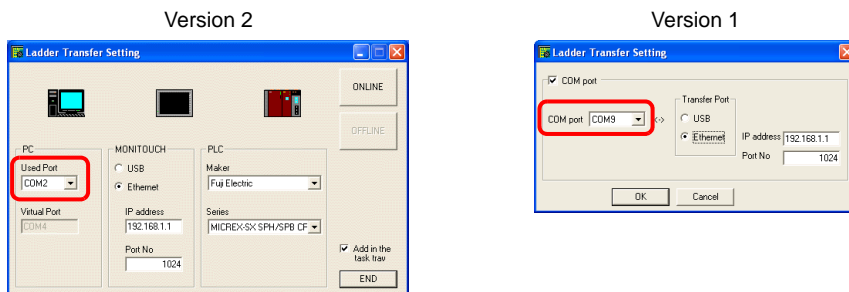 Version 2
Ladder Transfer Setting
ONLINE
OFFLINE
PC
Used Port
COM2
Virtual Port
COM4
MONITOUCH
USB
Ethernet
IP address
192.168.1.1
Port No
1024
PLC
Maker
Fuji Electric
Series
MICREX-SX SPH/SPB CF
Add in the
task tray
END
Version 1
Ladder Transfer Setting
COM port
COM port COM9 <->
Transfer Port
USB
Ethernet
IP address 192.168.1.1
Port No 1024
OK Cancel